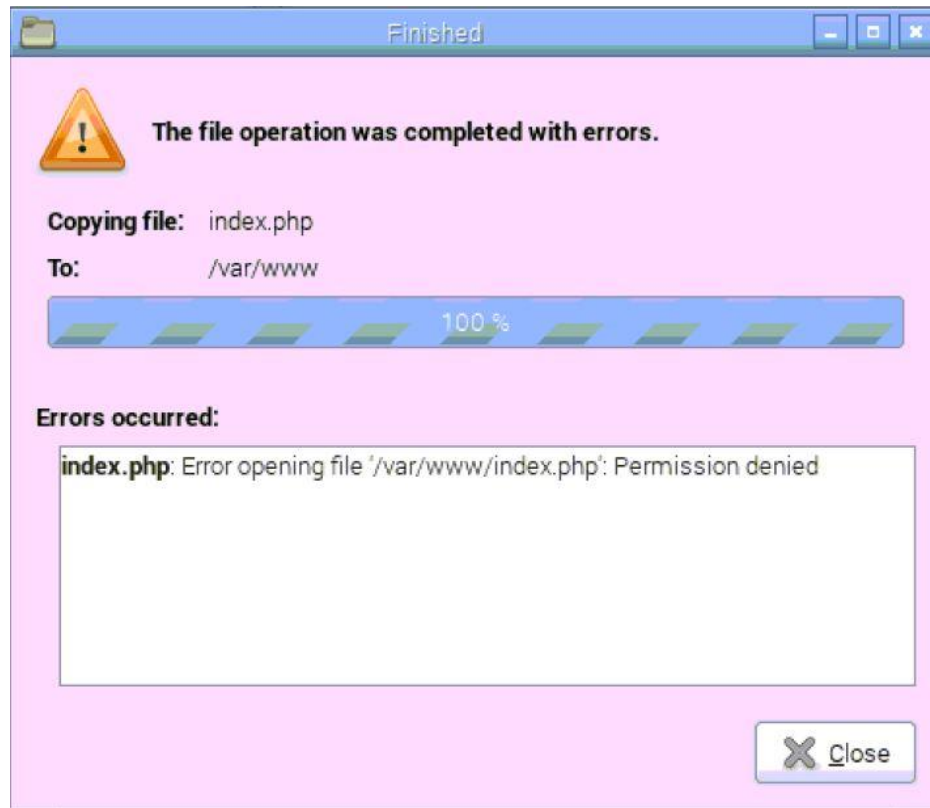 Finished
The file operation was completed with errors.
Copying file: index.php
To: /var/www
100 %
Errors occurred:
index.php: Error opening file '/var/www/index.php': Permission denied
Close